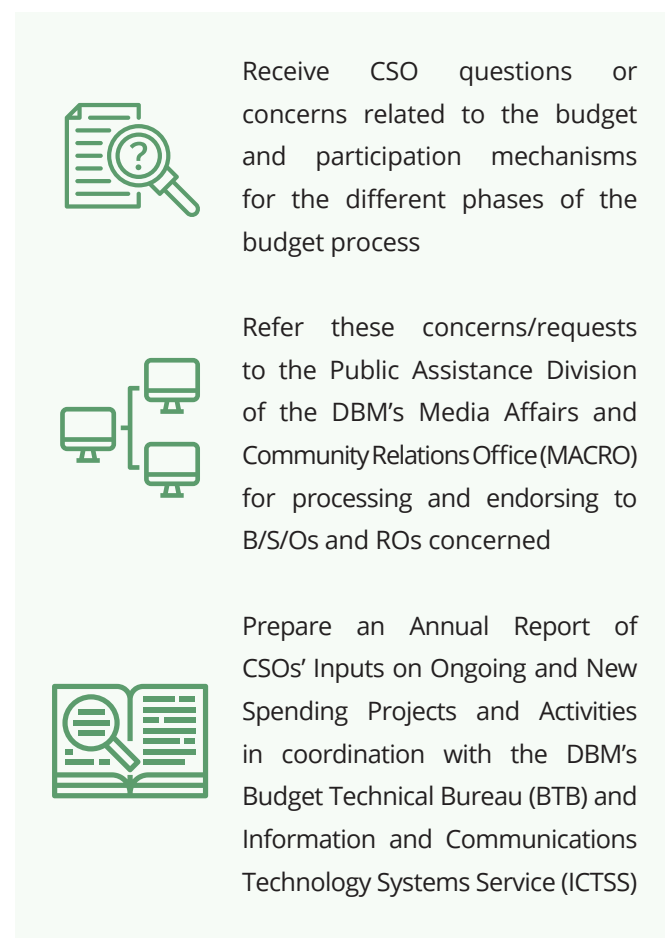 ?
Receive CSO questions or
concerns related to the budget
and participation mechanisms
for the different phases of the
budget process
Refer these concerns/requests
to the Public Assistance Division
of the DBM’s Media Affairs and
Community Relations Office (MACRO)
for processing and endorsing to
B/S/Os and ROs concerned
Prepare an Annual Report of
CSOs’ Inputs on Ongoing and New
Spending Projects and Activities
in coordination with the DBM’s
Budget Technical Bureau (BTB) and
Information and Communications
Technology Systems Service (ICTSS)